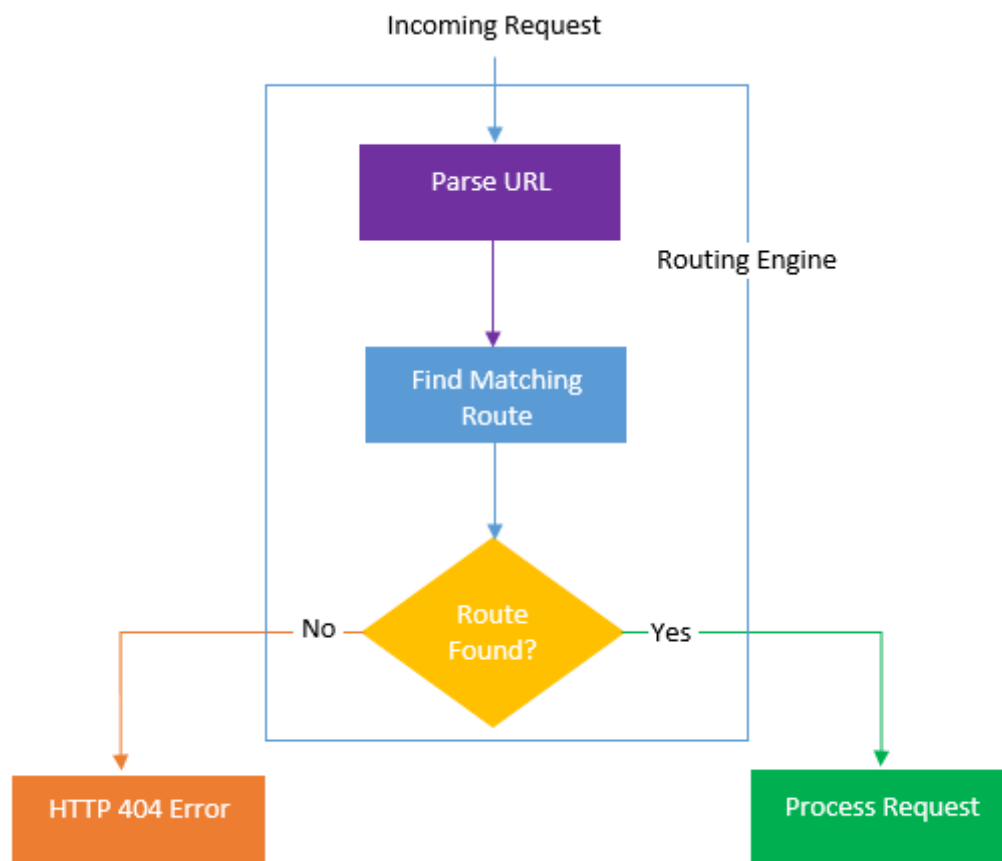 Incoming Request
Parse URL
Routing Engine
Find Matching
Route
Route
Found?
No
Yes
HTTP 404 Error
Process Request